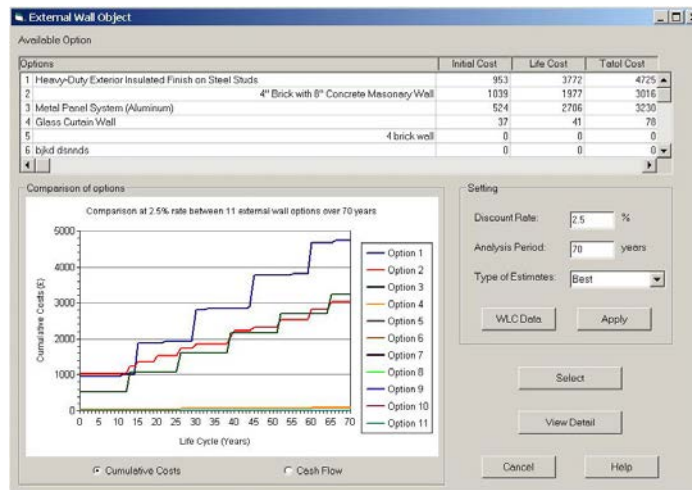 External Wall Object
Available Option
Options Initial Cost Life Cost Tatol Cost
1 Heavy-Duty Exterior Insulated Finish on Steel Studs 953 3772 4725
2 4" Brick with 8" Concrete Masonary Wall 1039 1977 3016
3 Metal Panel System (Aluminum) 524 2706 3230
4 Glass Curtain Wall 37 41 78
5 4 brick wall 0 0 0
6 bjkd dsnnds 0 0 0
Comparison of options
Comparison at 2.5% rate between 11 external wall options over 70 years
Cumulative Costs (£)
5000
4000
3000
2000
1000
0
0 5 10 15 20 25 30 35 40 45 50 55 60 65 70
Life Cycle (Years)
Option 1
Option 2
Option 3
Option 4
Option 5
Option 6
Option 7
Option 8
Option 9
Option 10
Option 11
Cumulative Costs Cash Flow
Setting
Discount Rate: 2.5 %
Analysis Period: 70 years
Type of Estimates: Best
WLC Data Apply
Select
View Detail
Cancel Help